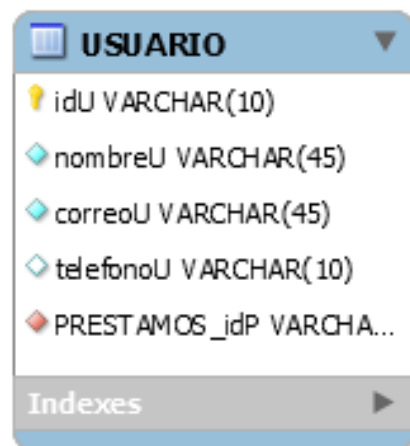 USUARIO
idU VARCHAR(10)
nombreU VARCHAR(45)
correoU VARCHAR(45)
telefonoU VARCHAR(10)
PRESTAMOS_idP VARCHA...
Indexes